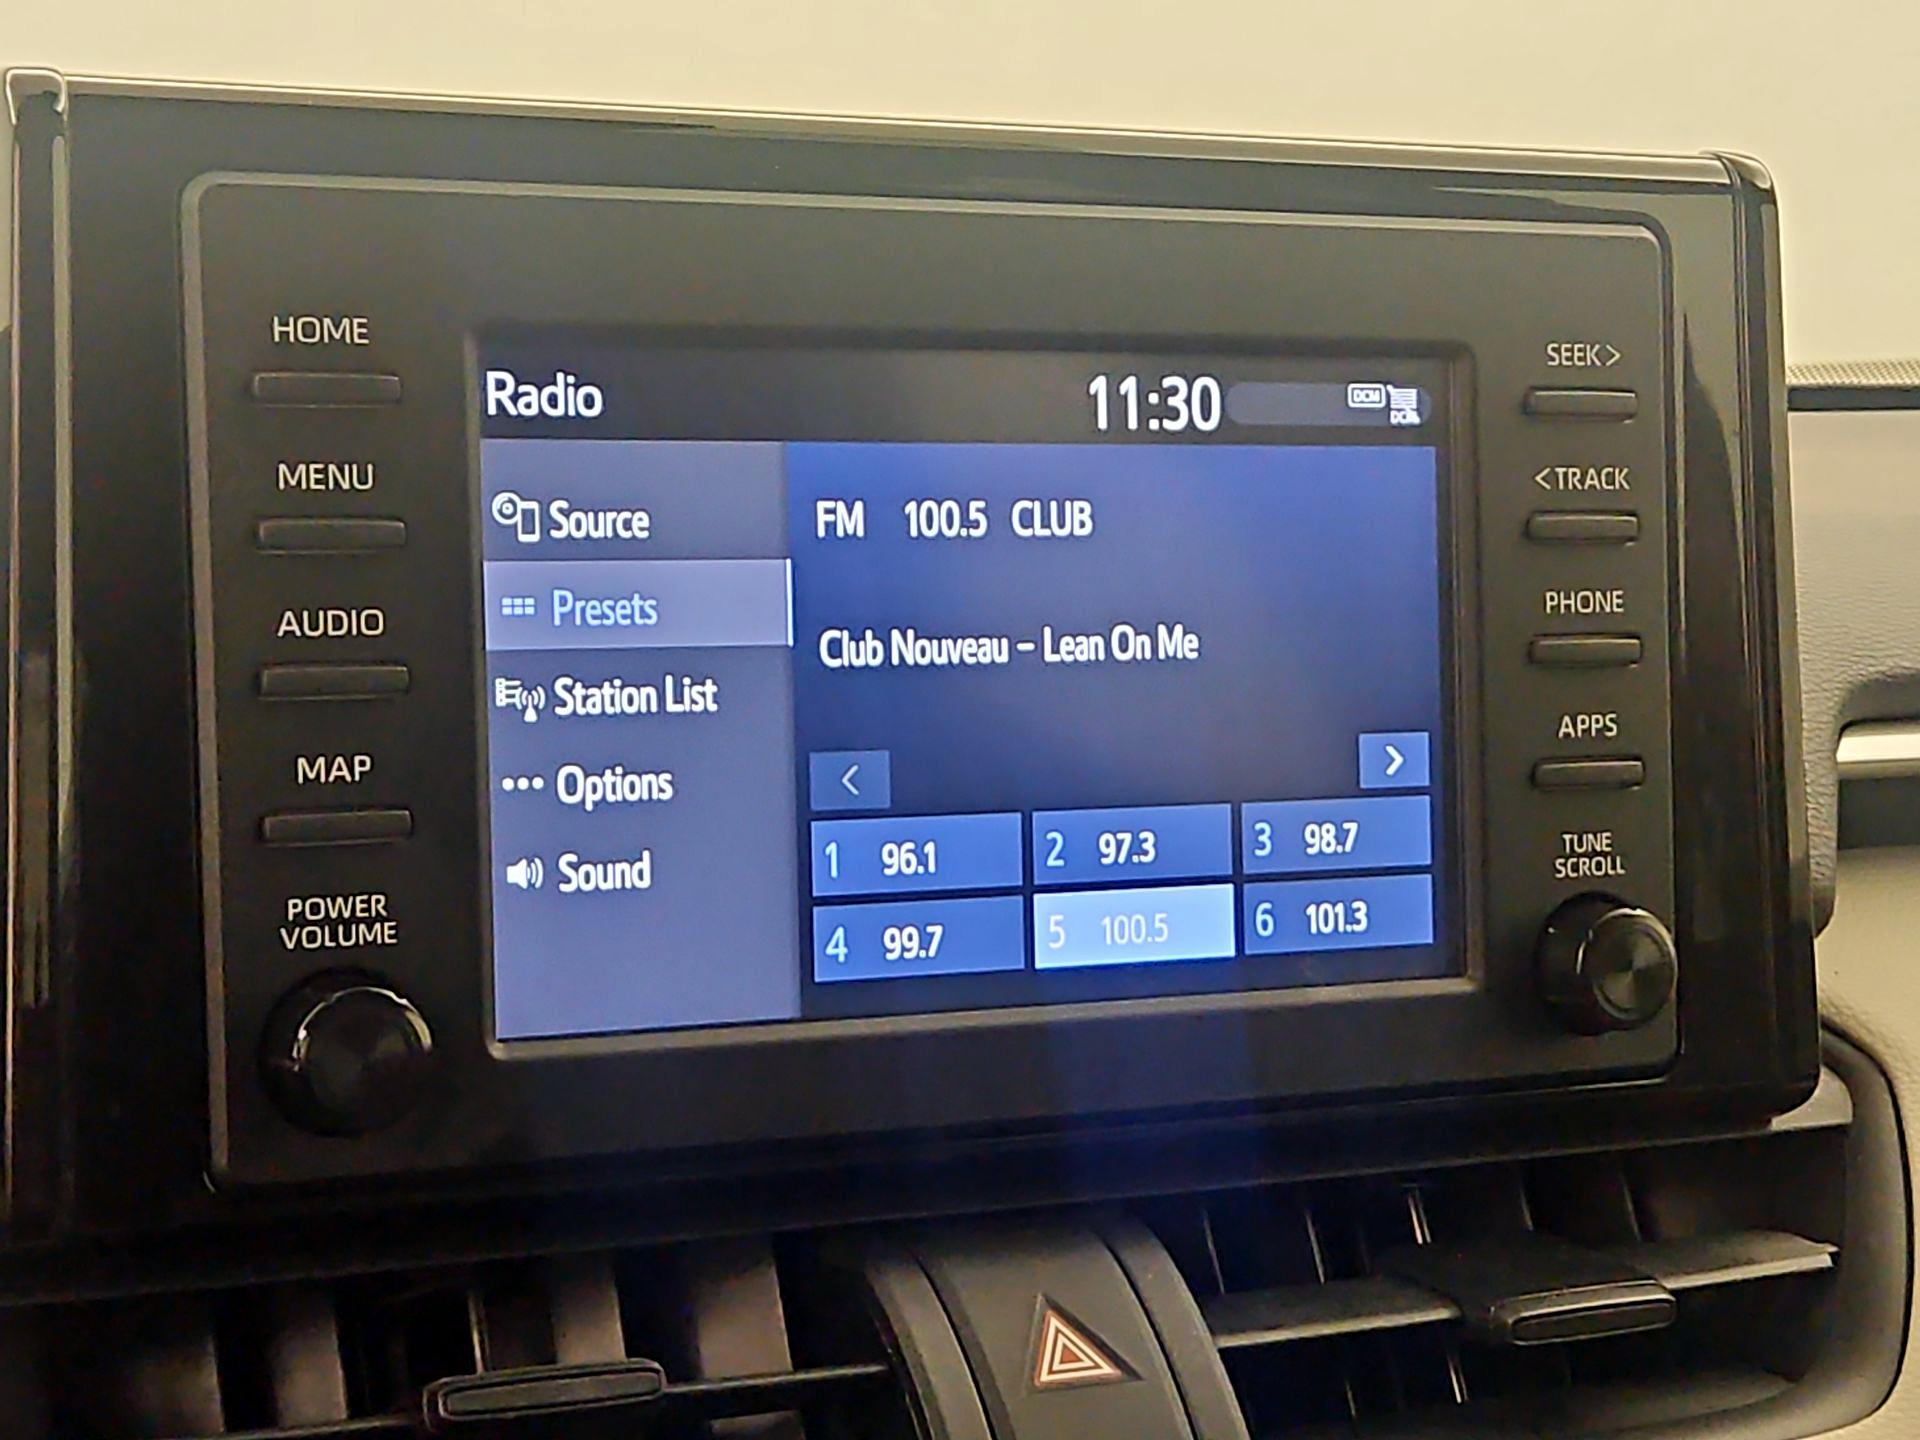 HOME
MENU
AUDIO
MAP
POWER
VOLUME
Radio
11:30
DCM
DCM
Source
Presets
Station List
Options
Sound
FM 100.5 CLUB
Club Nouveau – Lean On Me
<
>
1 96.1
2 97.3
3 98.7
4 99.7
5 100.5
6 101.3
SEEK >
< TRACK
PHONE
APPS
TUNE
SCROLL